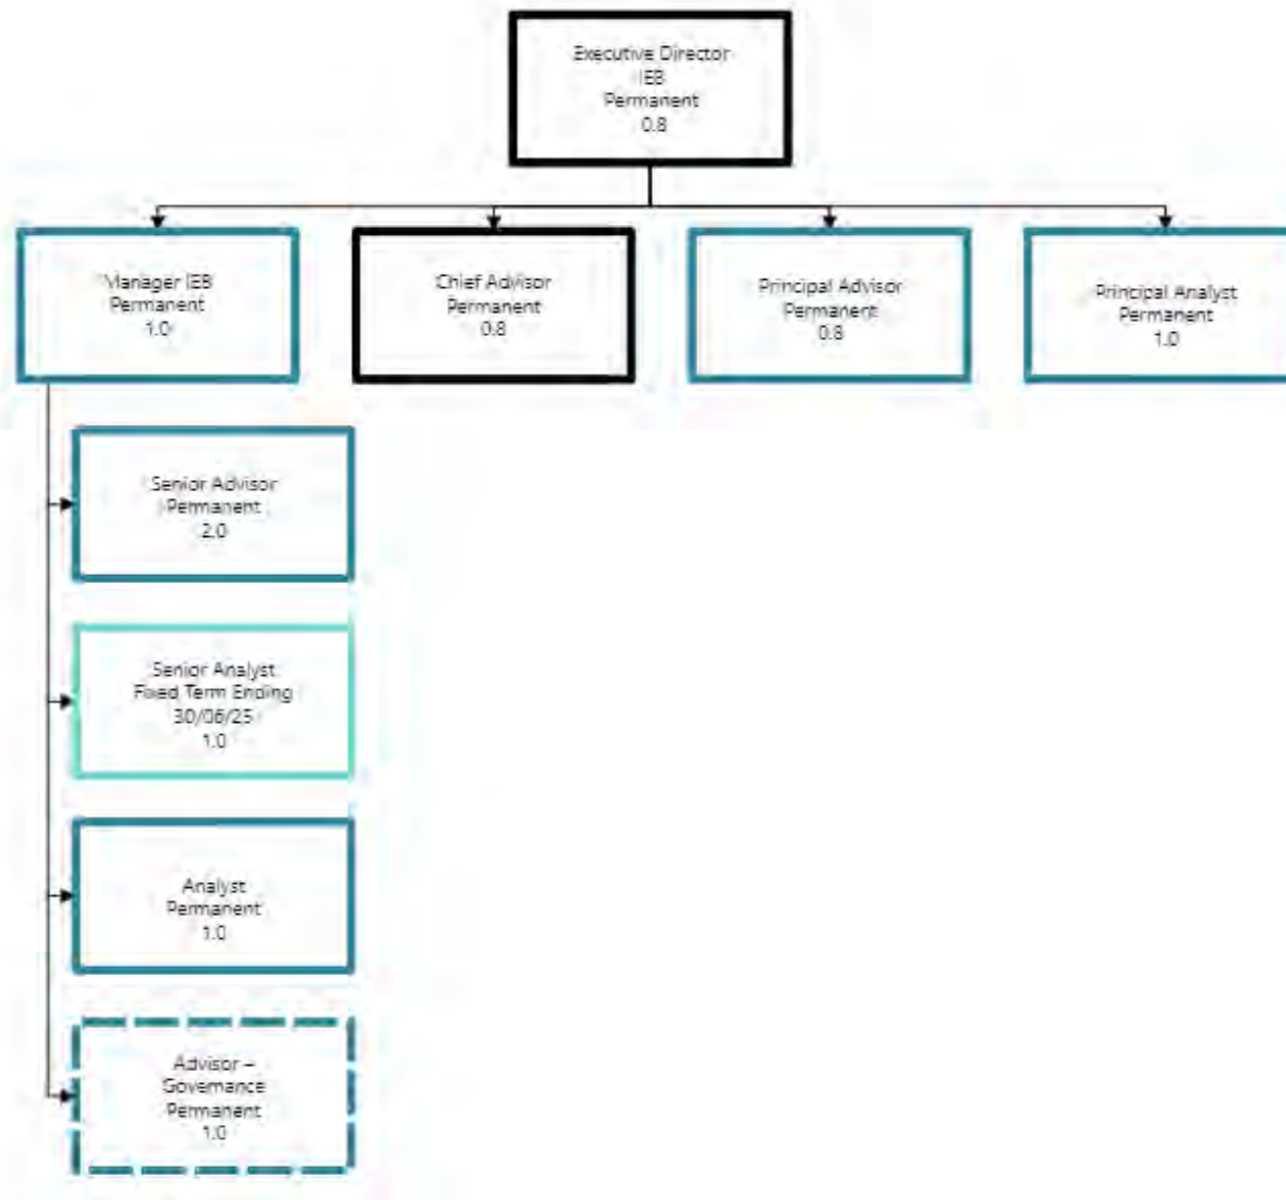 Executive Director
IEB
Permanent
0.8
Manager IEB
Permanent
1.0
Chief Advisor
Permanent
0.8
Principal Advisor
Permanent
0.8
Principal Analyst
Permanent
1.0
Senior Advisor
Permanent
2.0
Senior Analyst
Fixed Term Ending
30/06/25
1.0
Analyst
Permanent
1.0
Advisor –
Governance
Permanent
1.0